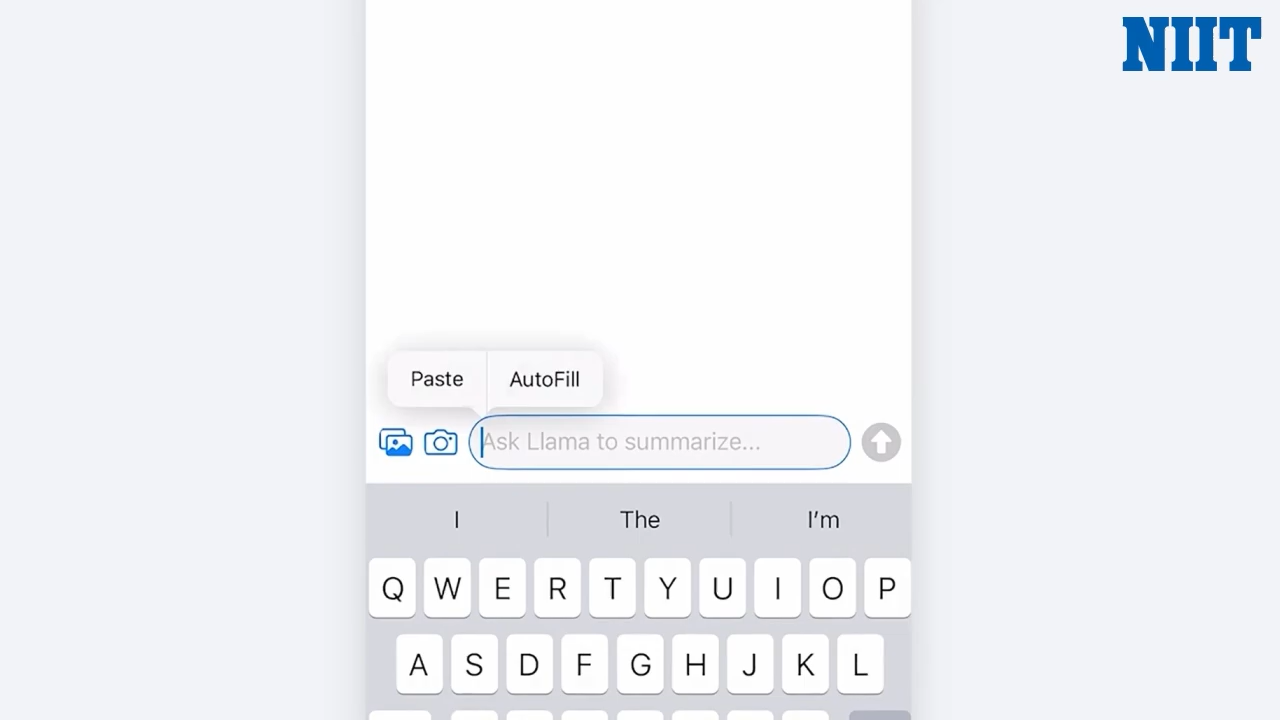 NIIT
Paste AutoFill
Ask Llama to summarize...
I The I'm
Q W E R T Y U I O P
A S D F G H J K L